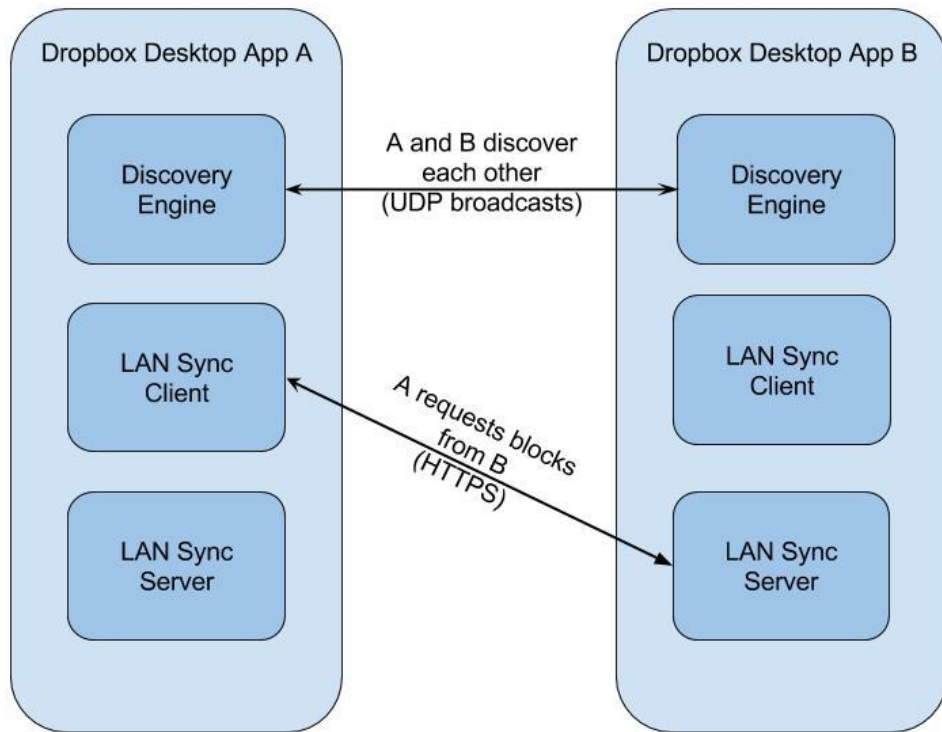 Dropbox Desktop App A
Discovery
Engine
LAN Sync
Client
LAN Sync
Server
A and B discover
each other
(UDP broadcasts)
A requests blocks
from B
(HTTPS)
Dropbox Desktop App B
Discovery
Engine
LAN Sync
Client
LAN Sync
Server